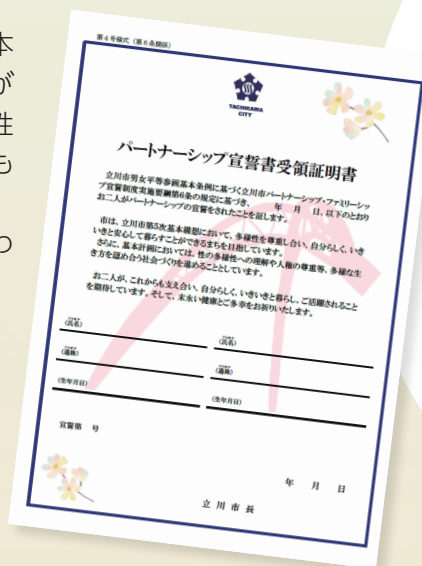 本
が
性
も
つ
第4号様式(第6条関係)
TACHIKAWA
CITY
パートナーシップ宣誓書受領証明書
立川市男女平等参画基本条例に基づく立川市パートナーシップ・ファミリーシッ
プ宣誓制度実施要綱第6条の規定に基づき、 年 月 日、以下のとおり
お二人がパートナーシップの宣誓をされたことを証します。
市は、立川市第5次基本構想において、多様性を尊重し合い、自分らしく、いき
いきと安心して暮らすことができるまちを目指しています。
さらに、基本計画においては、性の多様性への理解や人権の尊重等、多様な生
き方を認め合う社会づくりを進めることとしています。
お二人が、これからも支え合い、自分らしく、いきいきと暮らし、ご活躍されること
を期待しています。そして、末永い健康とご多幸をお祈りいたします。
(氏名) (氏名)
(通称) (通称)
(生年月日) (生年月日)
宣誓第 号
年 月 日
立 川 市 長